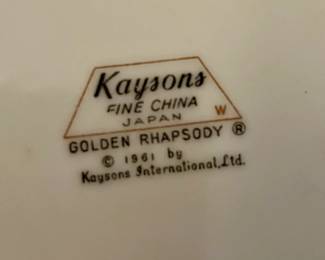 Kaysons
FINE CHINA
JAPAN
W
GOLDEN RHAPSODY ®
© 1961 by
Kaysons International, Ltd.